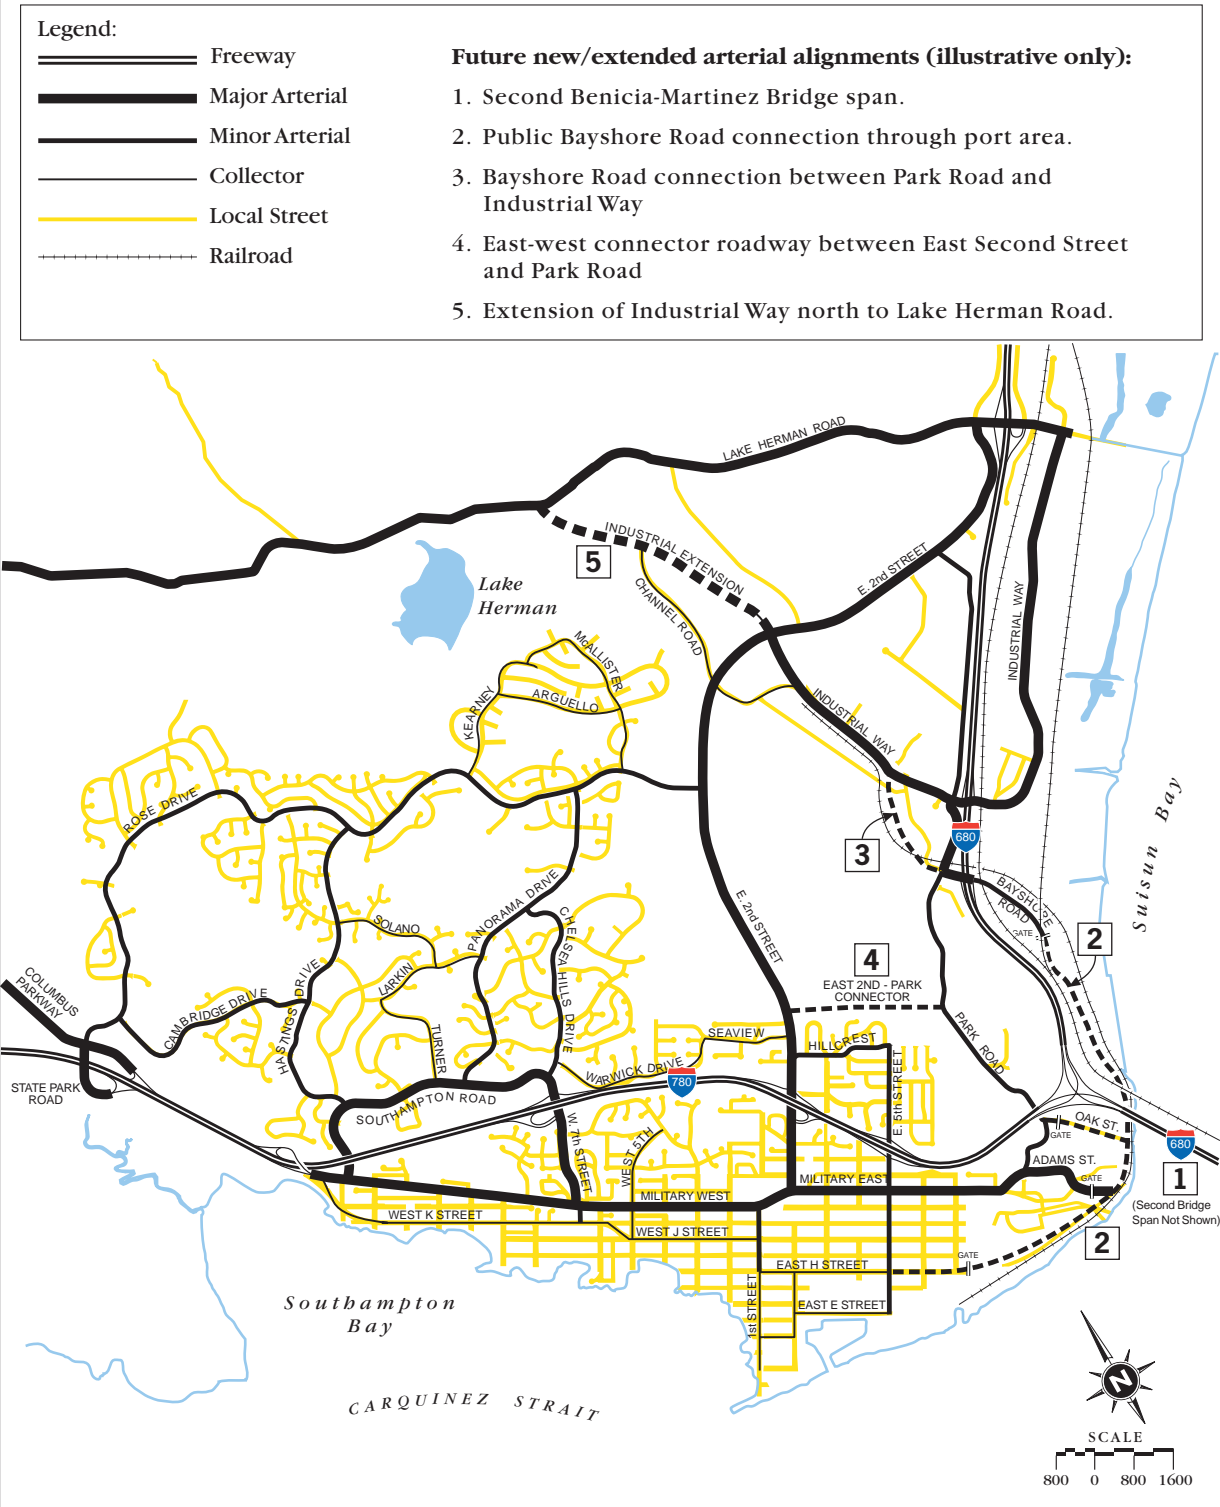 Legend:
Freeway
Major Arterial
Minor Arterial
Collector
Local Street
Railroad
Future new/extended arterial alignments (illustrative only):
1. Second Benicia-Martinez Bridge span.
2. Public Bayshore Road connection through port area.
3. Bayshore Road connection between Park Road and
Industrial Way
4. East-west connector roadway between East Second Street
and Park Road
5. Extension of Industrial Way north to Lake Herman Road.
LAKE HERMAN ROAD
INDUSTRIAL EXTENSION
5
E. 2nd STREET
Lake
Herman
CHANNEL ROAD
INDUSTRIAL WAY
McALLISTER
ARGUELLO
KEARNEY
INDUSTRIAL WAY
ROSE DRIVE
680
3
Suisun Bay
BAYSHORE
ROAD
GATE
2
PANORAMA DRIVE
CHELSEA HILLS DRIVE
E. 2nd STREET
SOLANO
LARKIN
4
EAST 2ND - PARK
CONNECTOR
COLUMBUS
PARKWAY
CAMBRIDGE DRIVE
HASTINGS DRIVE
TURNER
SEAVIEW
HILLCREST
PARK ROAD
WARWICK DRIVE
780
STATE PARK
ROAD
SOUTHAMPTON ROAD
E. 5th STREET
OAK ST.
GATE
680
W. 7th STREET
WEST 5TH
ADAMS ST.
GATE
1
(Second Bridge
Span Not Shown)
MILITARY EAST
MILITARY WEST
WEST K STREET
WEST J STREET
2
GATE
EAST H STREET
1st STREET
EAST E STREET
Southampton
Bay
CARQUINEZ STRAIT
N
SCALE
800 0 800 1600